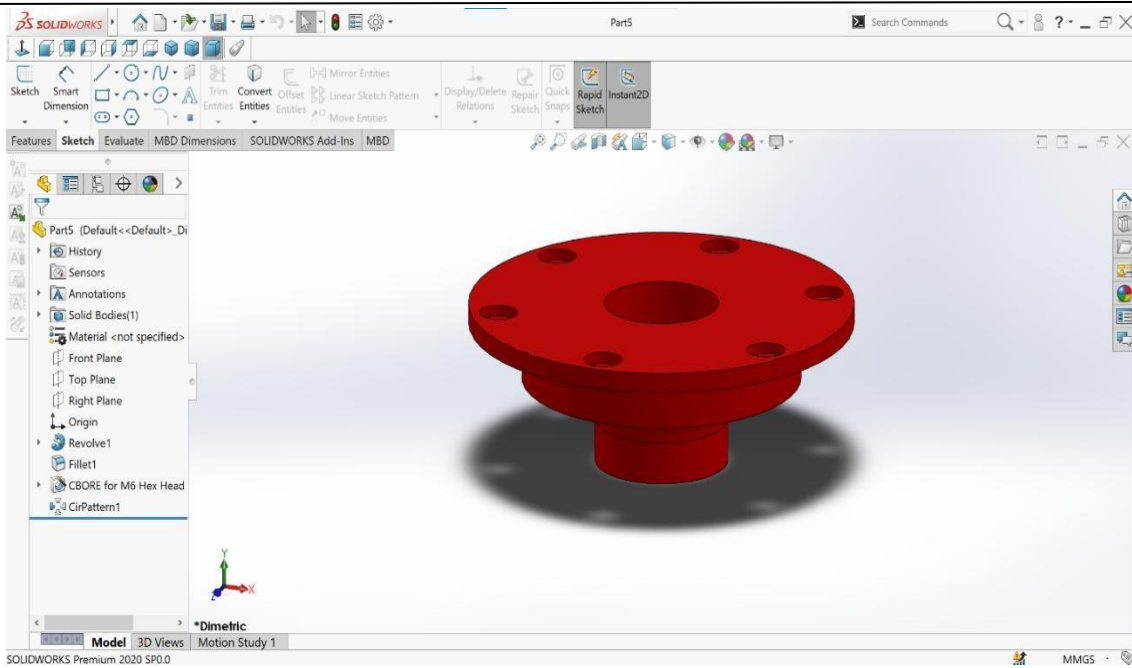 SOLIDWORKS
Part5
Search Commands
Sketch
Smart Dimension
Trim Entities
Convert Entities
Offset Entities
Mirror Entities
Linear Sketch Pattern
Move Entities
Display/Delete Relations
Repair Sketch
Quick Snaps
Rapid Sketch
Instant2D
Features Sketch Evaluate MBD Dimensions SOLIDWORKS Add-Ins MBD
Part5 (Default<<Default>_Di
History
Sensors
Annotations
Solid Bodies(1)
Material <not specified>
Front Plane
Top Plane
Right Plane
Origin
Revolve1
Fillet1
CBORE for M6 Hex Head
CirPattern1
Y
X
*Dimetric
Model 3D Views Motion Study 1
SOLIDWORKS Premium 2020 SP0.0
MMGS